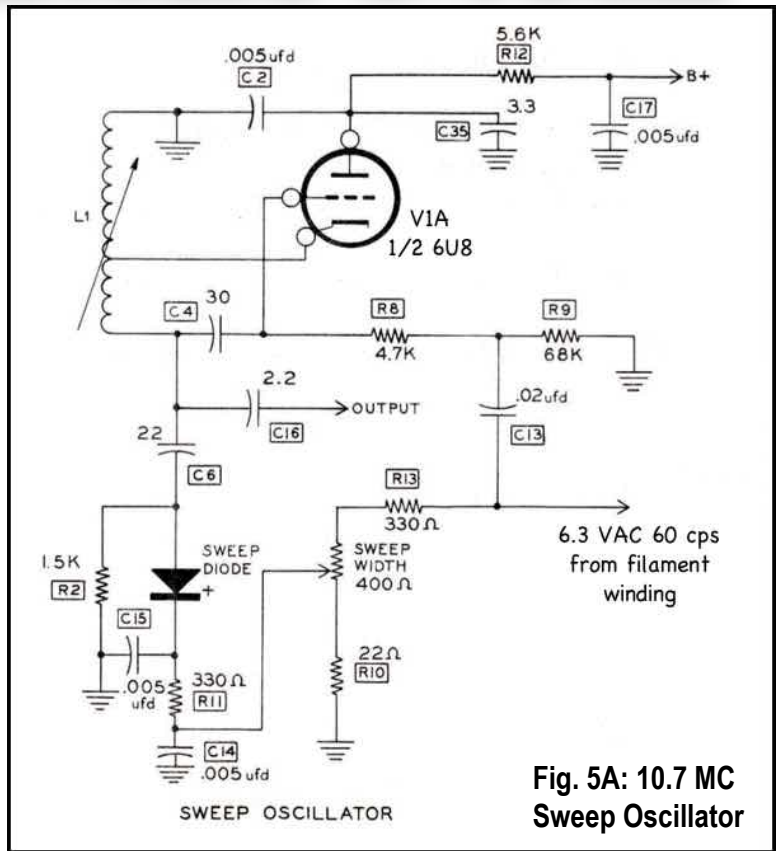 5.6K
R12
B+
.005ufd
C2
3.3
C35
C17
.005ufd
L1
V1A
1/2 6U8
C4
30
R8
4.7K
R9
68K
2.2
OUTPUT
C16
.02ufd
C13
22
C6
R13
330Ω
6.3 VAC 60 cps
from filament
winding
1.5K
R2
SWEEP
DIODE
+
SWEEP
WIDTH
400Ω
C15
.005
ufd
330Ω
R11
22Ω
R10
C14
.005ufd
SWEEP OSCILLATOR
Fig. 5A: 10.7 MC
Sweep Oscillator